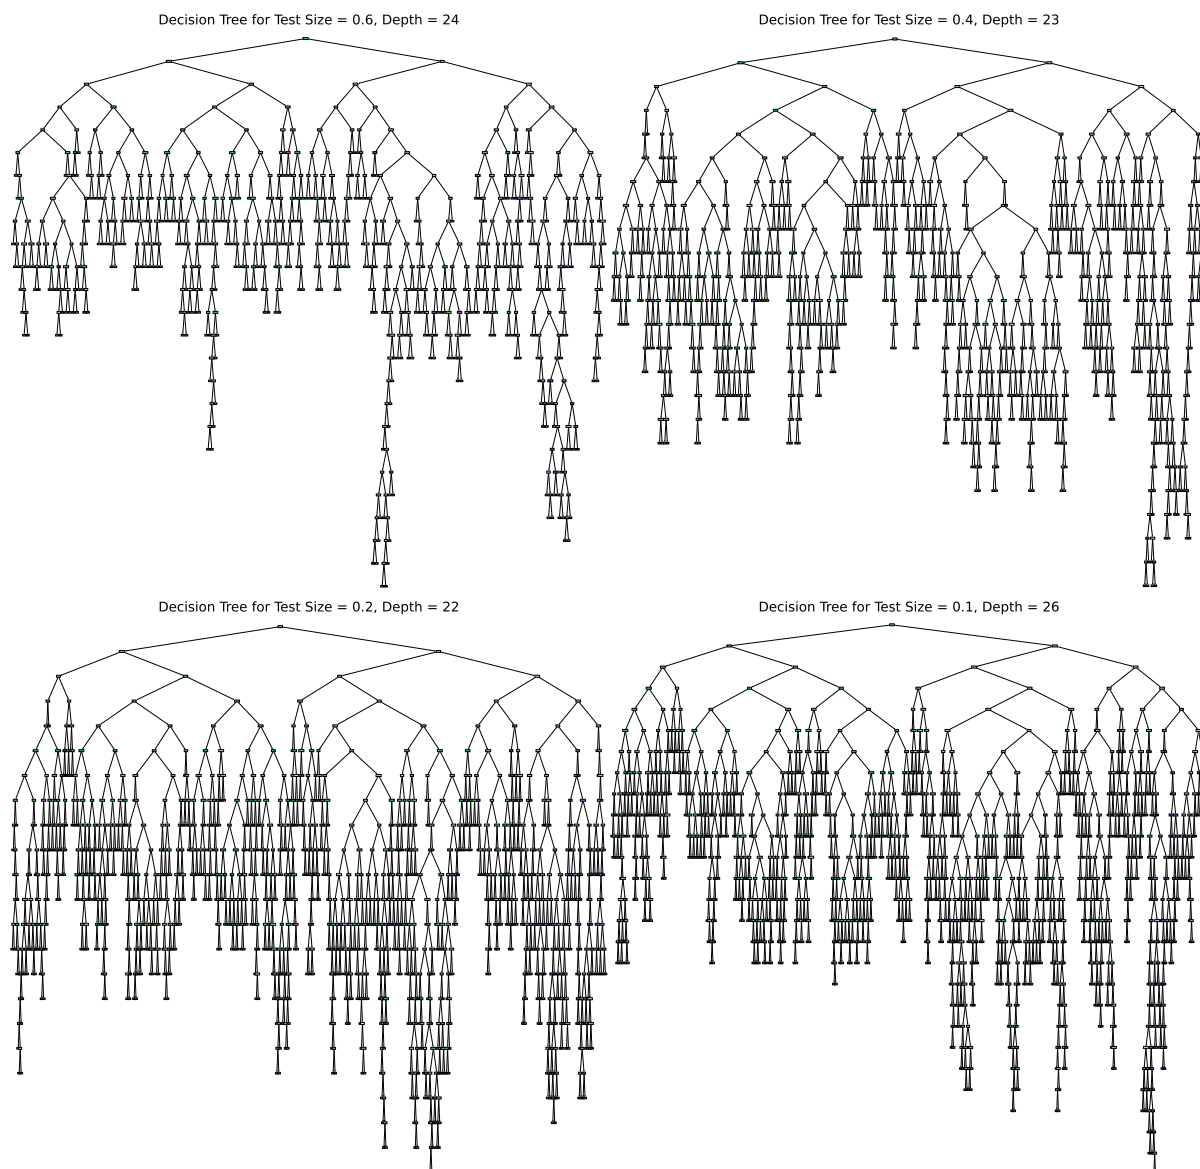 Decision Tree for Test Size = 0.6, Depth = 24
Decision Tree for Test Size = 0.4, Depth = 23
Decision Tree for Test Size = 0.2, Depth = 22
Decision Tree for Test Size = 0.1, Depth = 26